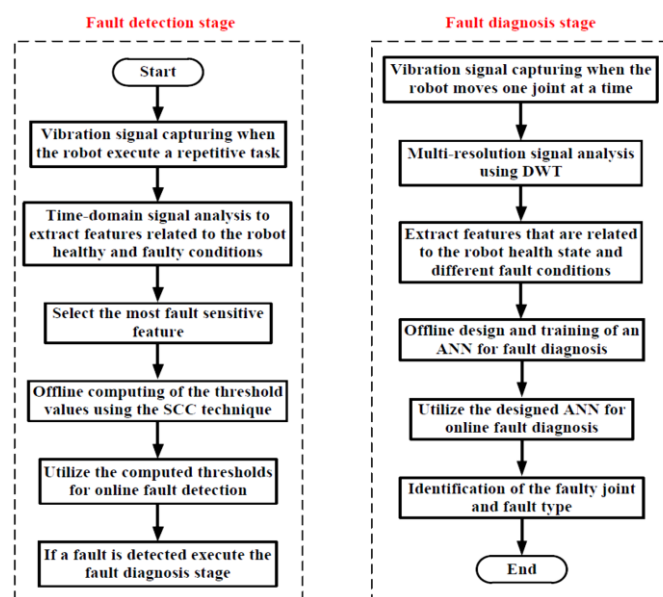 Fault detection stage
Start
Vibration signal capturing when
the robot execute a repetitive task
Time-domain signal analysis to
extract features related to the robot
healthy and faulty conditions
Select the most fault sensitive
feature
Offline computing of the threshold
values using the SCC technique
Utilize the computed thresholds
for online fault detection
If a fault is detected execute the
fault diagnosis stage
Fault diagnosis stage
Vibration signal capturing when the
robot moves one joint at a time
Multi-resolution signal analysis
using DWT
Extract features that are related
to the robot health state and
different fault conditions
Offline design and training of an
ANN for fault diagnosis
Utilize the designed ANN for
online fault diagnosis
Identification of the faulty joint
and fault type
End